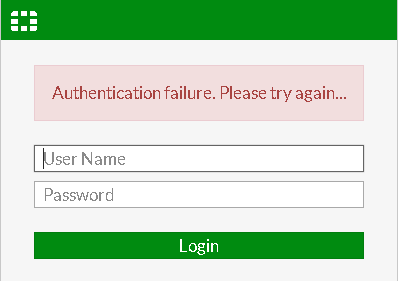 Authentication failure. Please try again...
User Name
Password
Login